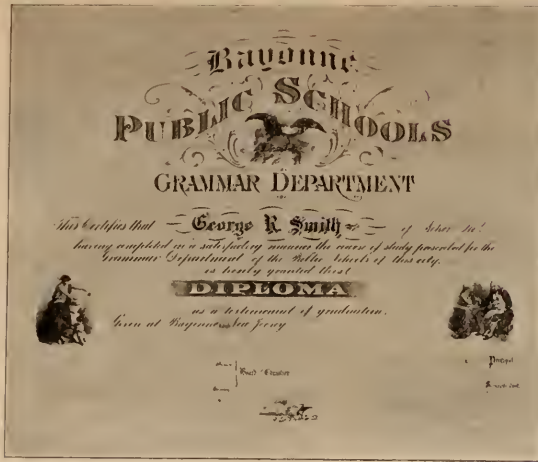 Bayonne
PUBLIC SCHOOLS
GRAMMAR DEPARTMENT
This Certifies that George R. Smith of School No.
having completed in a satisfactory manner the course of study prescribed for the
Grammar Department of the Public Schools of this city.
is hereby granted this
DIPLOMA
as a testimonial of graduation.
Given at Bayonne New Jersey
Board Education
Principal